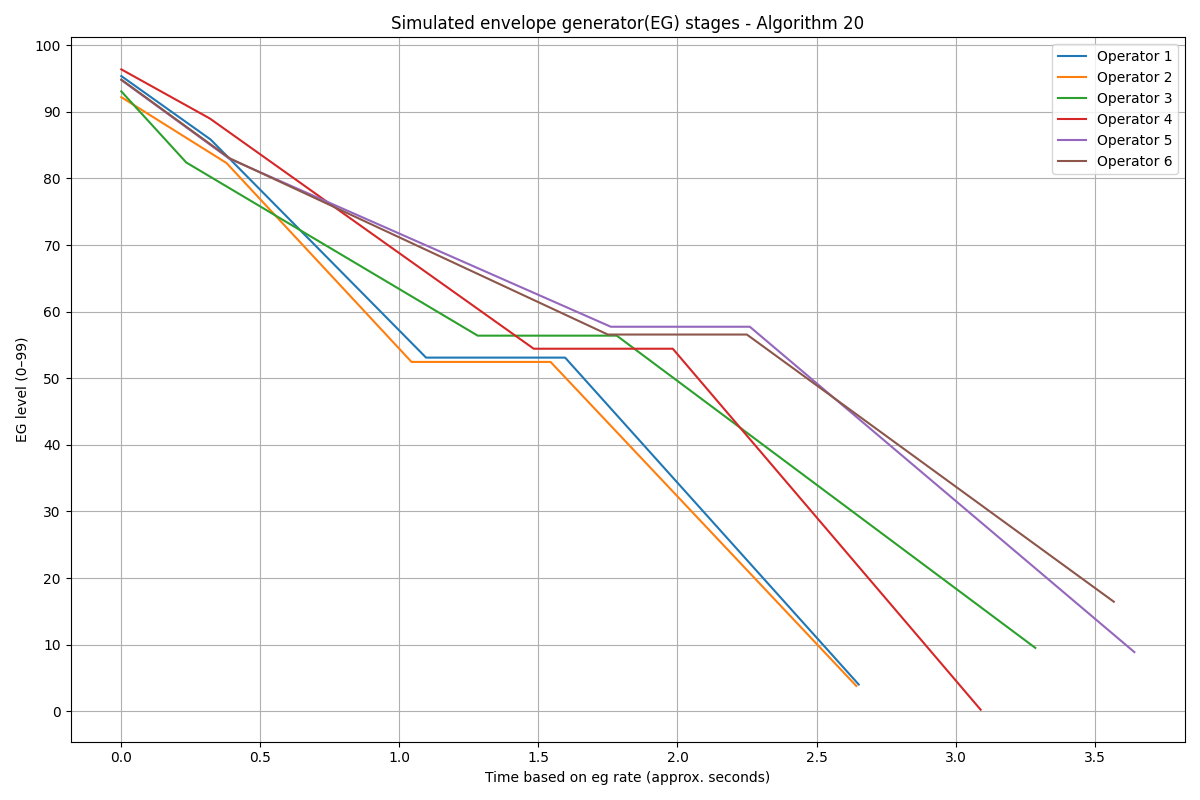 Simulated envelope generator(EG) stages - Algorithm 20
EG level (0–99)
100
90
80
70
60
50
40
30
20
10
0
0.0 0.5 1.0 1.5 2.0 2.5 3.0 3.5
Time based on eg rate (approx. seconds)
Operator 1
Operator 2
Operator 3
Operator 4
Operator 5
Operator 6